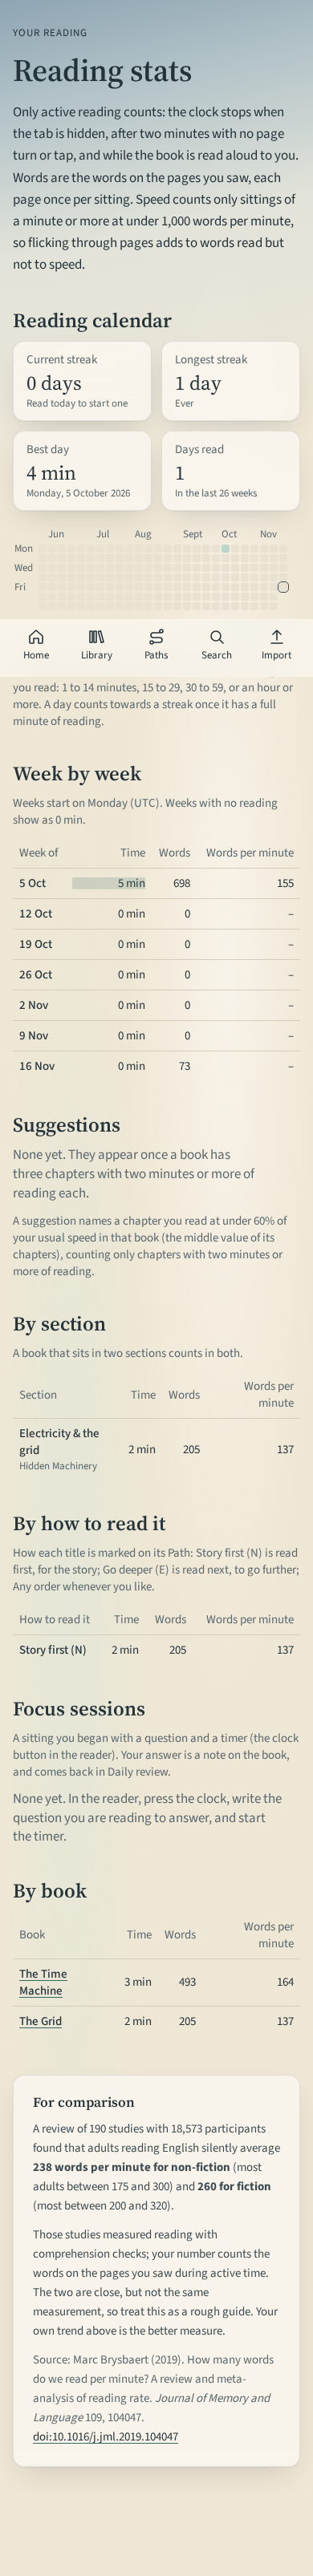 YOUR READING
Reading stats
Only active reading counts: the clock stops when
the tab is hidden, after two minutes with no page
turn or tap, and while the book is read aloud to you.
Words are the words on the pages you saw, each
page once per sitting. Speed counts only sittings of
a minute or more at under 1,000 words per minute,
so flicking through pages adds to words read but
not to speed.
Reading calendar
Current streak
0 days
Read today to start one
Longest streak
1 day
Ever
Best day
4 min
Monday, 5 October 2026
Days read
1
In the last 26 weeks
Jun Jul Aug Sept Oct Nov
Mon
Wed
Fri
Home Library Paths Search Import
you read: 1 to 14 minutes, 15 to 29, 30 to 59, or an hour or
more. A day counts towards a streak once it has a full
minute of reading.
Week by week
Weeks start on Monday (UTC). Weeks with no reading
show as 0 min.
Week of Time Words Words per minute
5 Oct 5 min 698 155
12 Oct 0 min 0 –
19 Oct 0 min 0 –
26 Oct 0 min 0 –
2 Nov 0 min 0 –
9 Nov 0 min 0 –
16 Nov 0 min 73 –
Suggestions
None yet. They appear once a book has
three chapters with two minutes or more of
reading each.
A suggestion names a chapter you read at under 60% of
your usual speed in that book (the middle value of its
chapters), counting only chapters with two minutes or
more of reading.
By section
A book that sits in two sections counts in both.
Section Time Words Words per
minute
Electricity & the
grid
Hidden Machinery
2 min 205 137
By how to read it
How each title is marked on its Path: Story first (N) is read
first, for the story; Go deeper (E) is read next, to go further;
Any order whenever you like.
How to read it Time Words Words per minute
Story first (N) 2 min 205 137
Focus sessions
A sitting you began with a question and a timer (the clock
button in the reader). Your answer is a note on the book,
and comes back in Daily review.
None yet. In the reader, press the clock, write the
question you are reading to answer, and start
the timer.
By book
Book Time Words Words per
minute
The Time
Machine
3 min 493 164
The Grid 2 min 205 137
For comparison
A review of 190 studies with 18,573 participants
found that adults reading English silently average
238 words per minute for non-fiction (most
adults between 175 and 300) and 260 for fiction
(most between 200 and 320).
Those studies measured reading with
comprehension checks; your number counts the
words on the pages you saw during active time.
The two are close, but not the same
measurement, so treat this as a rough guide. Your
own trend above is the better measure.
Source: Marc Brysbaert (2019). How many words
do we read per minute? A review and meta-
analysis of reading rate. Journal of Memory and
Language 109, 104047.
doi:10.1016/j.jml.2019.104047